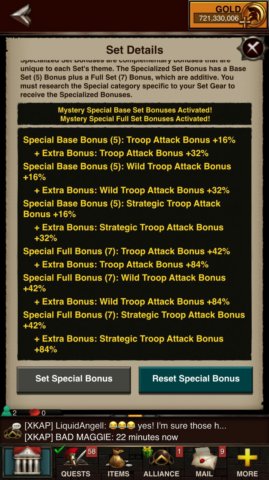 GOLD
721,330,006
Set Details
Specialized Set Bonuses are complementary bonuses that are
unique to each Set's theme. The Specialized Set Bonus has a Base
Set (5) Bonus plus a Full Set (7) Bonus, which are additive. You
must research the Special category specific to your Set Gear to
receive the Specialized Bonuses.
Mystery Special Base Set Bonuses Activated!
Mystery Special Full Set Bonuses Activated!
Special Base Bonus (5): Troop Attack Bonus +16%
+ Extra Bonus: Troop Attack Bonus +32%
Special Base Bonus (5): Wild Troop Attack Bonus
+16%
+ Extra Bonus: Wild Troop Attack Bonus +32%
Special Base Bonus (5): Strategic Troop Attack
Bonus +16%
+ Extra Bonus: Strategic Troop Attack Bonus
+32%
Special Full Bonus (7): Troop Attack Bonus +42%
+ Extra Bonus: Troop Attack Bonus +84%
Special Full Bonus (7): Wild Troop Attack Bonus
+42%
+ Extra Bonus: Wild Troop Attack Bonus +84%
Special Full Bonus (7): Strategic Troop Attack Bonus
+42%
+ Extra Bonus: Strategic Troop Attack Bonus
+84%
Set Special Bonus
Reset Special Bonus
2 0
[XKAP] LiquidAngell: 😂😂😂 yes! I'm sure those h...
[XKAP] BAD MAGGIE: 22 minutes now
58
1
9
QUESTS
ITEMS
ALLIANCE
MAIL
MORE